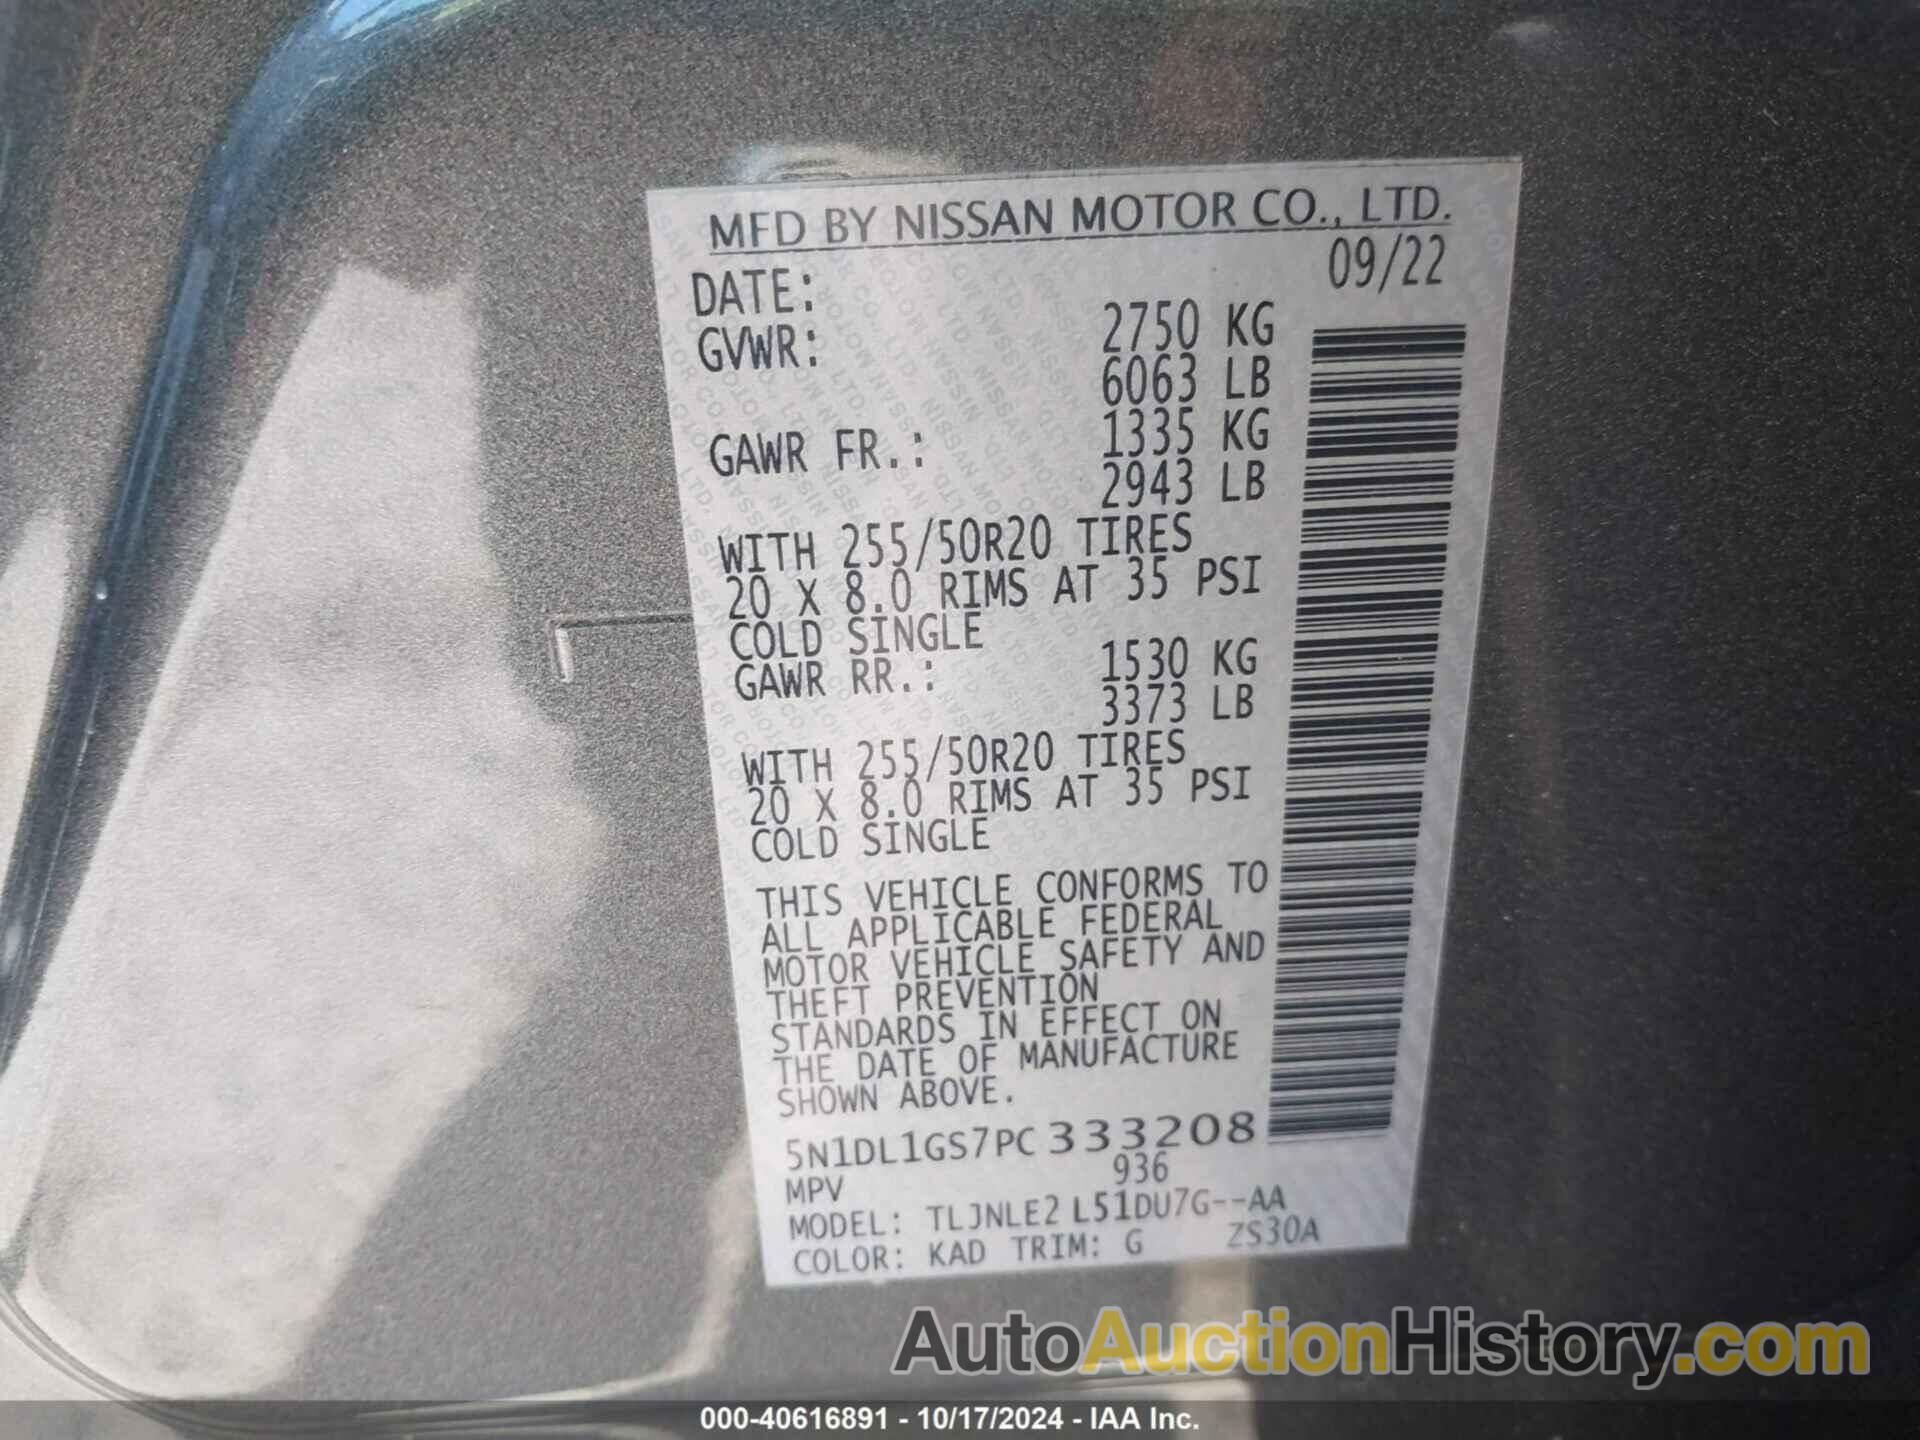 MFD BY NISSAN MOTOR CO., LTD.
DATE: 09/22
GVWR: 2750 KG
6063 LB
GAWR FR.: 1335 KG
2943 LB
WITH 255/50R20 TIRES
20 X 8.0 RIMS AT 35 PSI
COLD SINGLE
GAWR RR.: 1530 KG
3373 LB
WITH 255/50R20 TIRES
20 X 8.0 RIMS AT 35 PSI
COLD SINGLE
THIS VEHICLE CONFORMS TO
ALL APPLICABLE FEDERAL
MOTOR VEHICLE SAFETY AND
THEFT PREVENTION
STANDARDS IN EFFECT ON
THE DATE OF MANUFACTURE
SHOWN ABOVE.
5N1DL1GS7PC333208
MPV 936
MODEL: TLJNLE2 L51DU7G--AA
COLOR: KAD TRIM: G ZS30A
AutoAuctionHistory.com
000-40616891 - 10/17/2024 - IAA Inc.